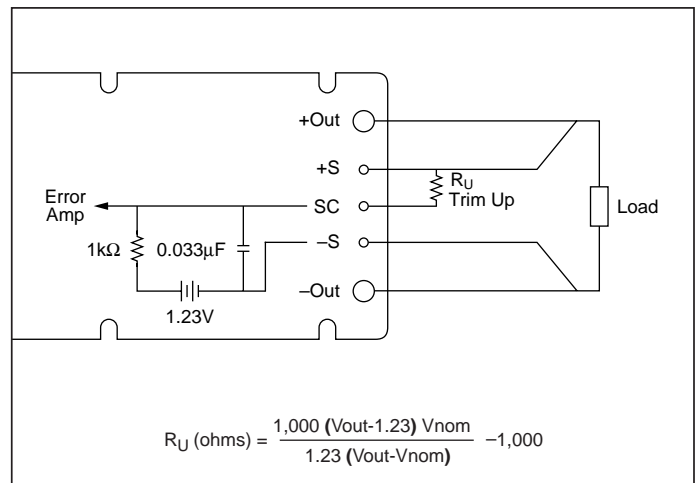 +Out
+S
R_U
Trim Up
Error
Amp
SC
Load
1kΩ
0.033µF
–S
–Out
1.23V
R_U (ohms) = 1,000 (Vout-1.23) Vnom / 1.23 (Vout-Vnom) –1,000